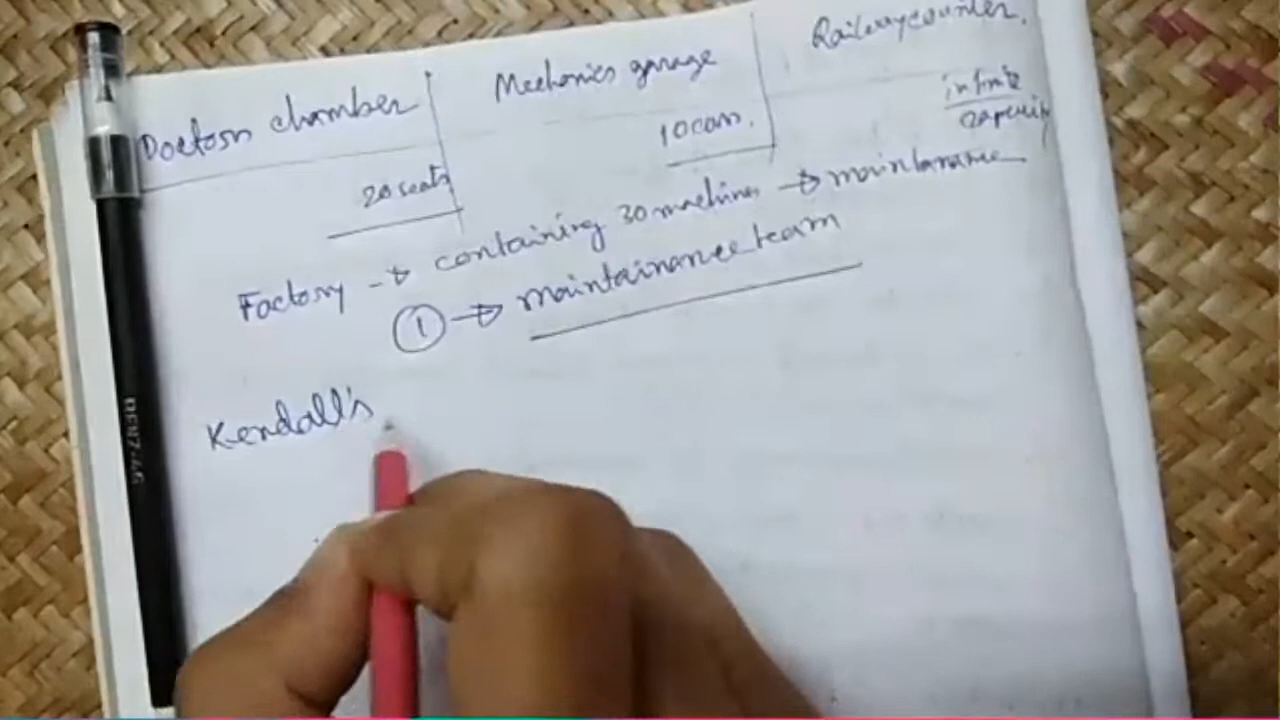 Doctors chamber
20 seats
Mechanics garage
10 cars.
Railway counter.
infinite
capacity
Factory → containing 30 machines → maintanance
① → maintainance team
Kendall's